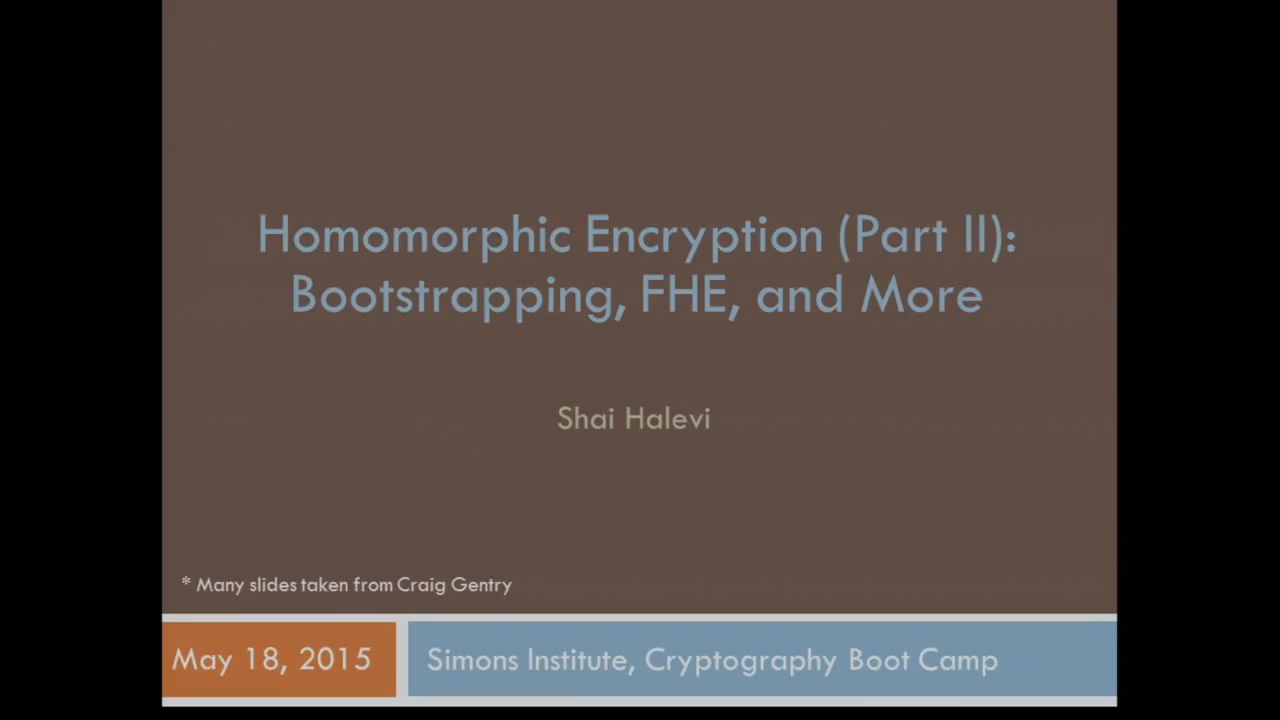 Homomorphic Encryption (Part II):
Bootstrapping, FHE, and More
Shai Halevi
* Many slides taken from Craig Gentry
May 18, 2015
Simons Institute, Cryptography Boot Camp